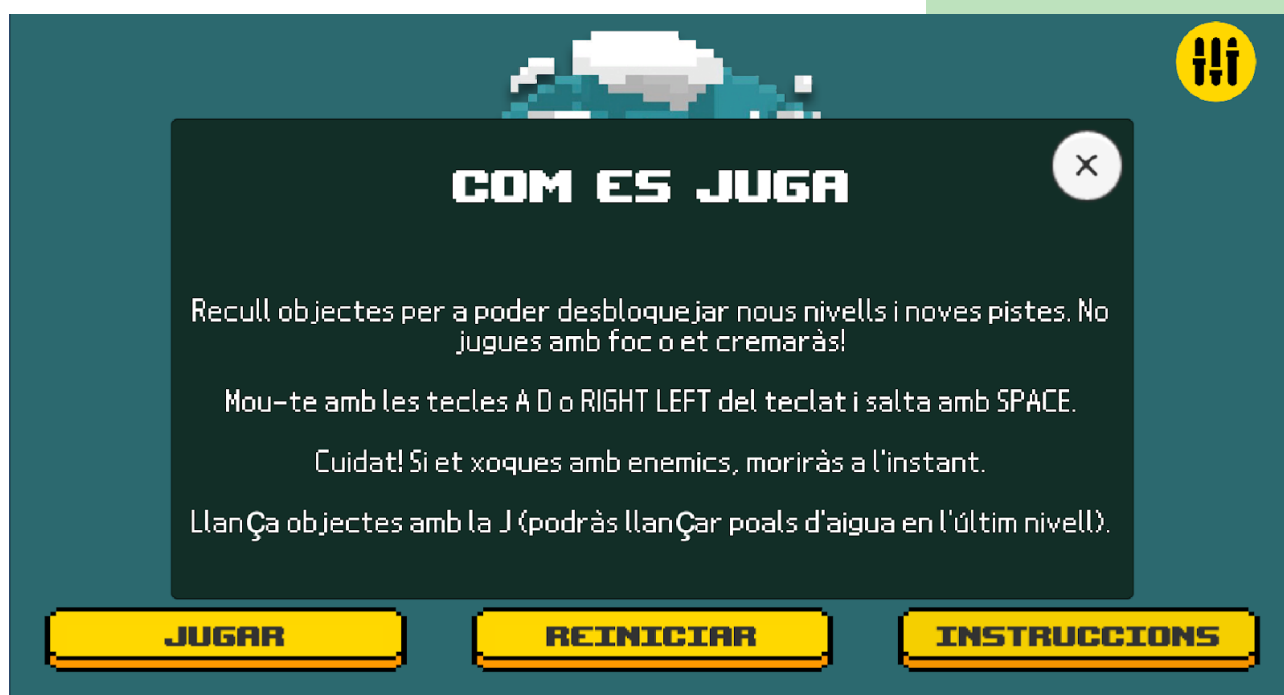 COM ES JUGA
Recull objectes per a poder desbloquejar nous nivells i noves pistes. No
jugues amb foc o et cremaràs!
Mou-te amb les tecles A D o RIGHT LEFT del teclat i salta amb SPACE.
Cuidat! Si et xoques amb enemics, moriràs a l'instant.
LlanÇa objectes amb la J (podràs llanÇar poals d'aigua en l'últim nivell).
JUGAR
REINICIAR
INSTRUCCIONS